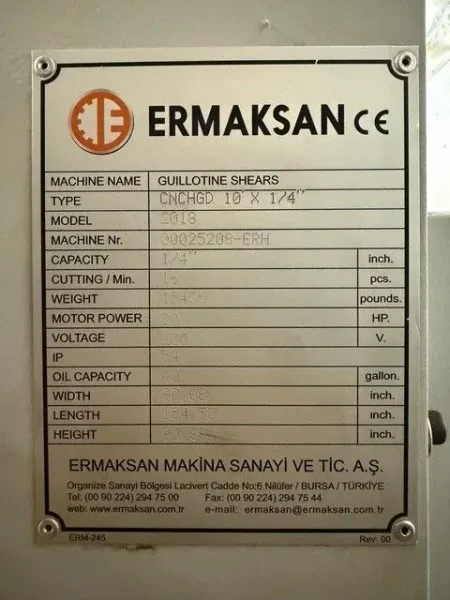 ERMAKSAN CE
MACHINE NAME GUILLOTINE SHEARS
TYPE CNCHGD 10' X 1/4"
MODEL 2018
MACHINE Nr. 00025208-ERH
CAPACITY 1/4" inch.
CUTTING / Min. pcs.
WEIGHT pounds.
MOTOR POWER HP.
VOLTAGE V.
IP
OIL CAPACITY gallon.
WIDTH inch.
LENGTH inch.
HEIGHT inch.
ERMAKSAN MAKİNA SANAYİ VE TİC. A.Ş.
Organize Sanayi Bölgesi Lacivert Cadde No:6 Nilüfer / BURSA / TÜRKİYE
Tel: (00 90 224) 294 75 00 Fax: (00 90 224) 294 75 44
web: www.ermaksan.com.tr e-mail: ermaksan@ermaksan.com.tr
ERM-245 Rev: 00